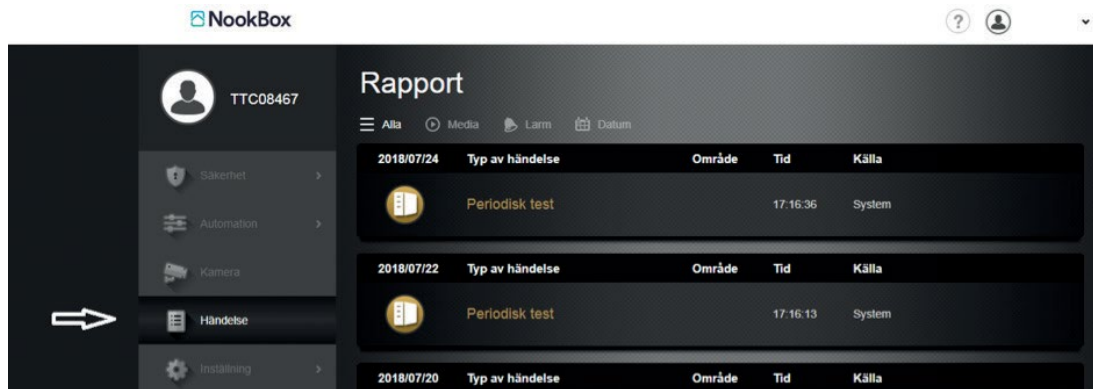 NookBox
?
TTC08467
Säkerhet
Automation
Kamera
Händelse
Inställning
Rapport
Alla Media Larm Datum
2018/07/24 Typ av händelse Område Tid Källa
Periodisk test 17:16:36 System
2018/07/22 Typ av händelse Område Tid Källa
Periodisk test 17:16:13 System
2018/07/20 Typ av händelse Område Tid Källa